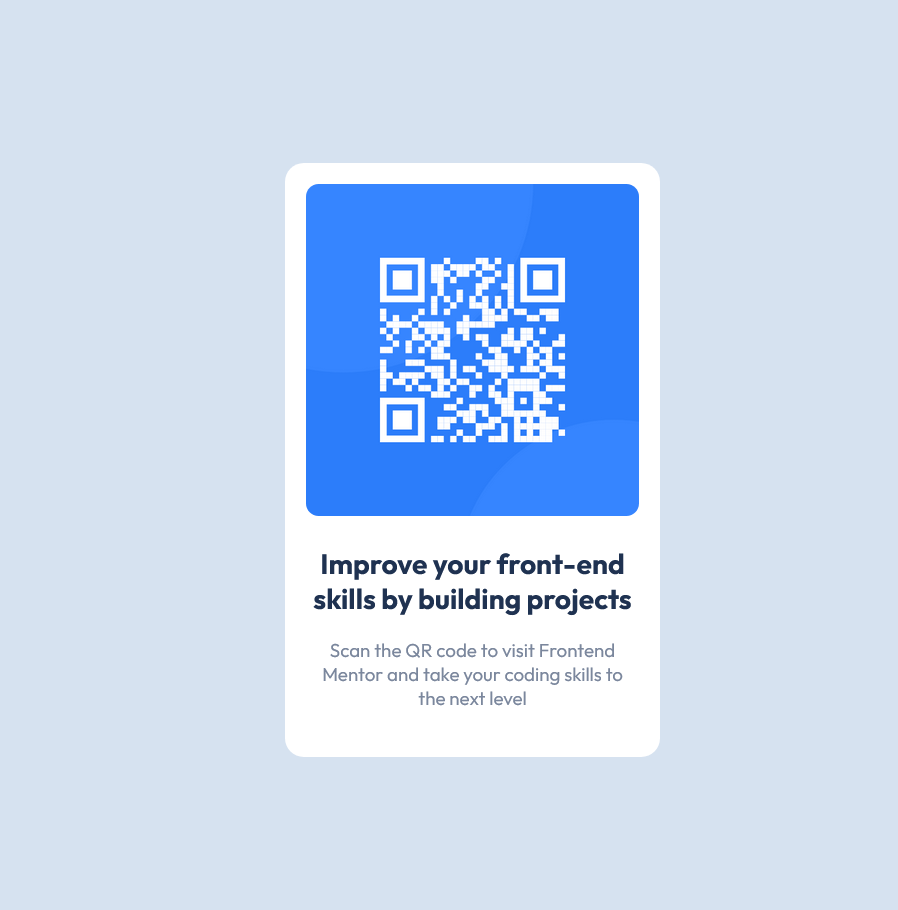 Improve your front-end
skills by building projects
Scan the QR code to visit Frontend
Mentor and take your coding skills to
the next level